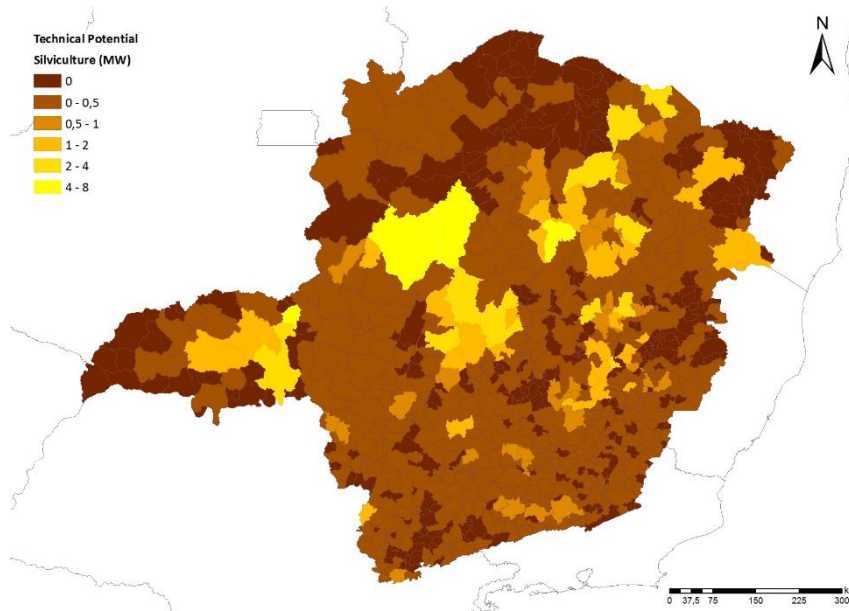 Technical Potential
Silviculture (MW)
0
0 - 0,5
0,5 - 1
1 - 2
2 - 4
4 - 8
N
k
0 37,5 75 150 225 300